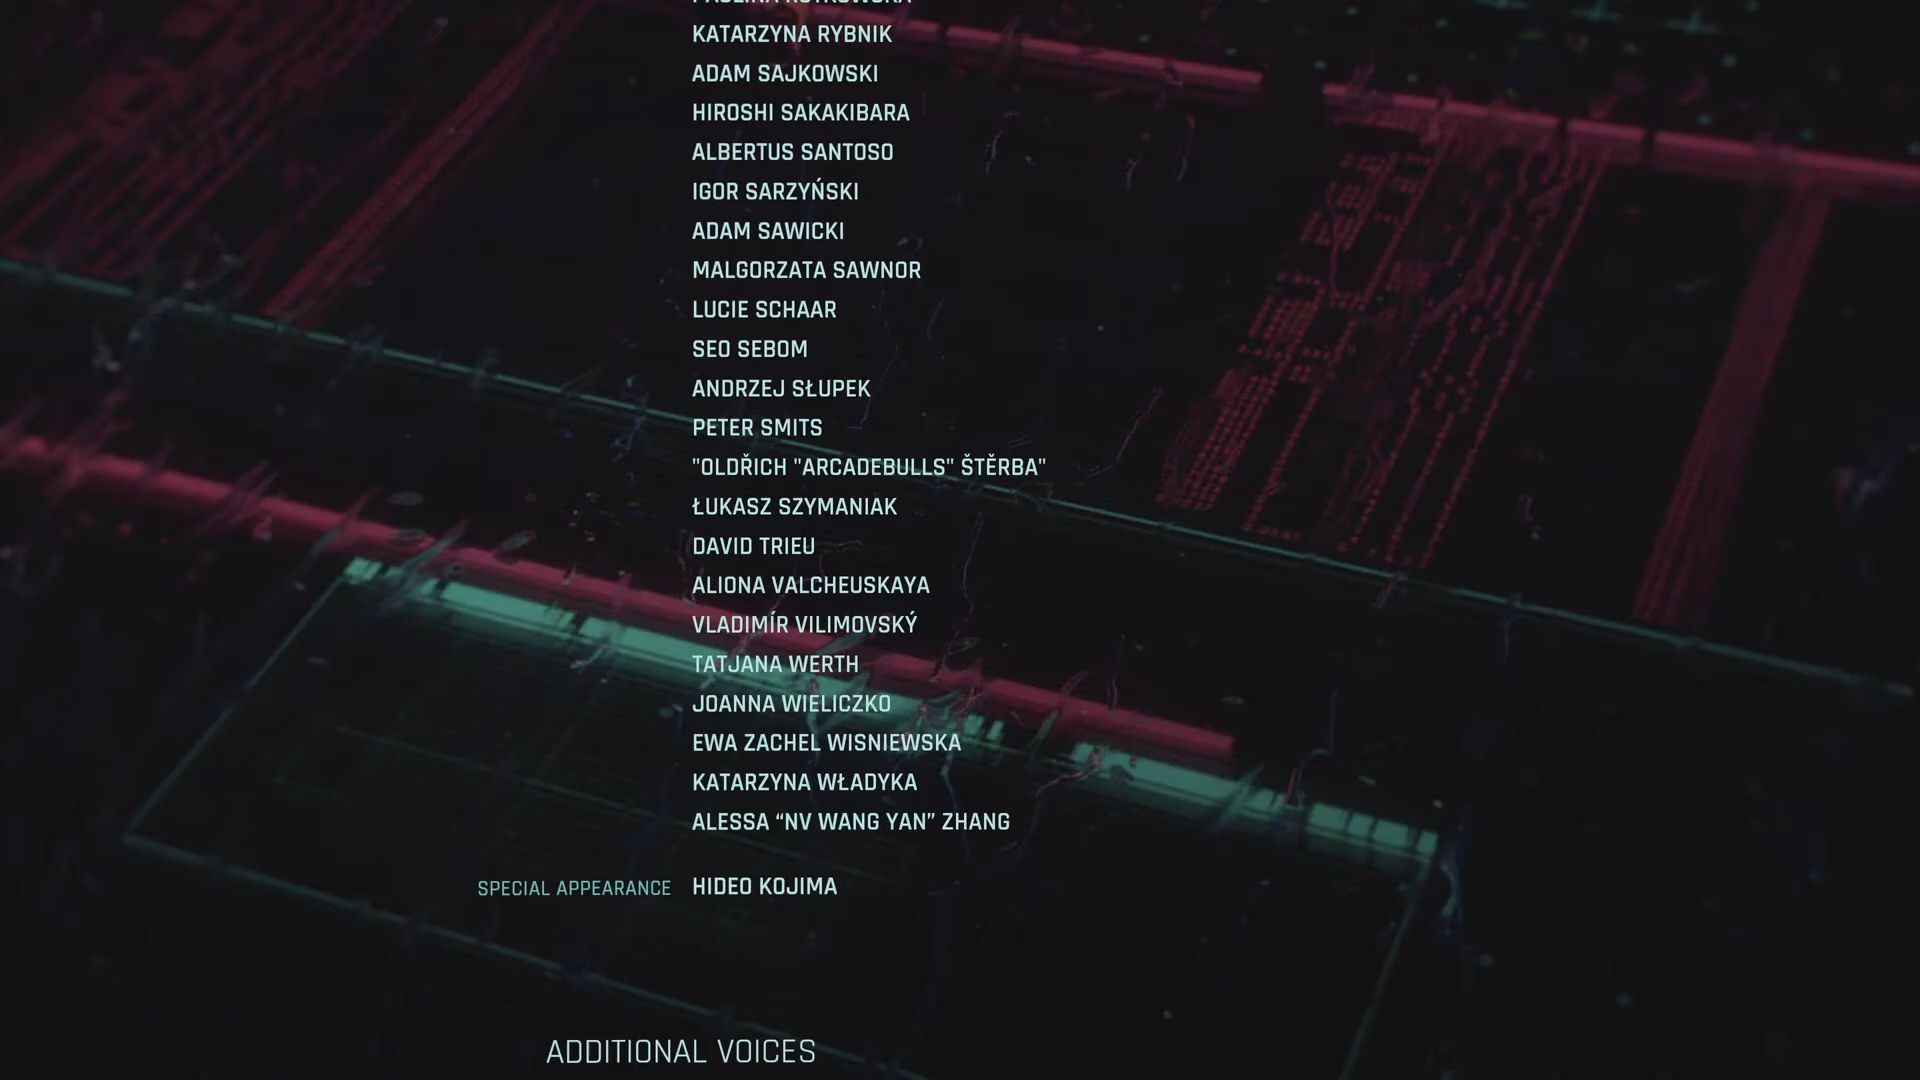 KATARZYNA RYBNIK
ADAM SAJKOWSKI
HIROSHI SAKAKIBARA
ALBERTUS SANTOSO
IGOR SARZYŃSKI
ADAM SAWICKI
MALGORZATA SAWNOR
LUCIE SCHAAR
SEO SEBOM
ANDRZEJ SŁUPEK
PETER SMITS
"OLDŘICH "ARCADEBULLS" ŠTĚRBA"
ŁUKASZ SZYMANIAK
DAVID TRIEU
ALIONA VALCHEUSKAYA
VLADIMÍR VILIMOVSKÝ
TATJANA WERTH
JOANNA WIELICZKO
EWA ZACHEL WISNIEWSKA
KATARZYNA WŁADYKA
ALESSA “NV WANG YAN” ZHANG
SPECIAL APPEARANCE HIDEO KOJIMA
ADDITIONAL VOICES